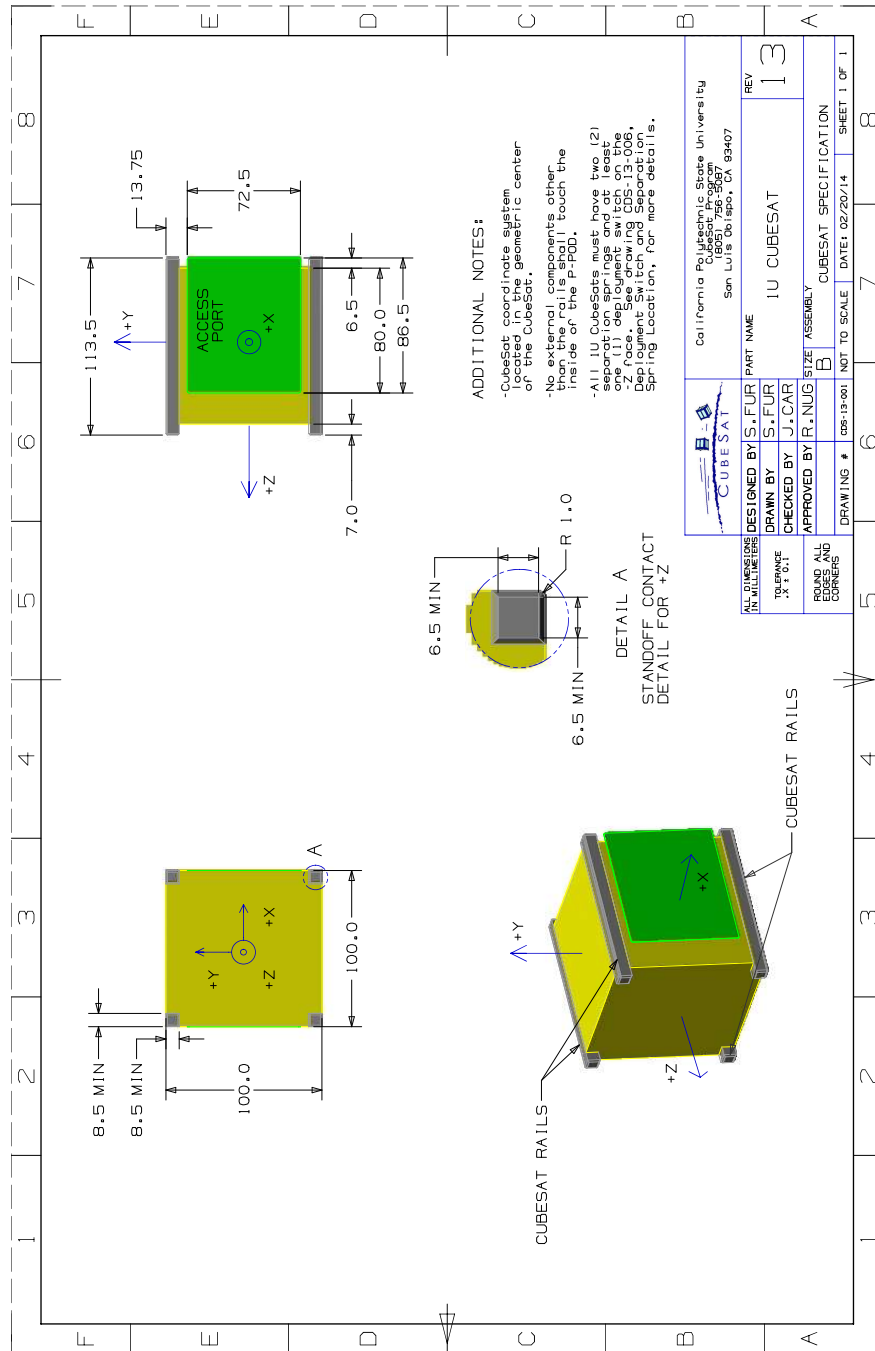 1 2 3 4 5 6 7 8
F
E
D
C
B
A
F
E
D
C
B
A
8.5 MIN
8.5 MIN
100.0
100.0
+Y
+X
+Z
A
113.5
13.75
+Y
ACCESS
PORT
+X
72.5
+Z
6.5
80.0
86.5
7.0
CUBESAT RAILS
+Y
+X
+Z
CUBESAT RAILS
6.5 MIN
6.5 MIN
R 1.0
DETAIL A
STANDOFF CONTACT
DETAIL FOR +Z
ADDITIONAL NOTES:
-CubeSat coordinate system
located in the geometric center
of the CubeSat.
-No external components other
than the rails shall touch the
inside of the P-POD.
-All 1U CubeSats must have two (2)
separation springs and at least
one (1) deployment switch on the
-Z face. See drawing CDS-13-006,
Deployment Switch and Separation
Spring Location, for more details.
ALL DIMENSIONS
IN MILLIMETERS
TOLERANCE
.X ± 0.1
ROUND ALL
EDGES AND
CORNERS
CUBESAT
California Polytechnic State University
CubeSat Program
(805) 756-5087
San Luis Obispo, CA 93407
DESIGNED BY S.FUR
DRAWN BY S.FUR
CHECKED BY J.CAR
APPROVED BY R.NUG
PART NAME
1U CUBESAT
REV
13
SIZE
B
ASSEMBLY
CUBESAT SPECIFICATION
DRAWING # CDS-13-001
NOT TO SCALE
DATE: 02/20/14
SHEET 1 OF 1
1 2 3 4 5 6 7 8